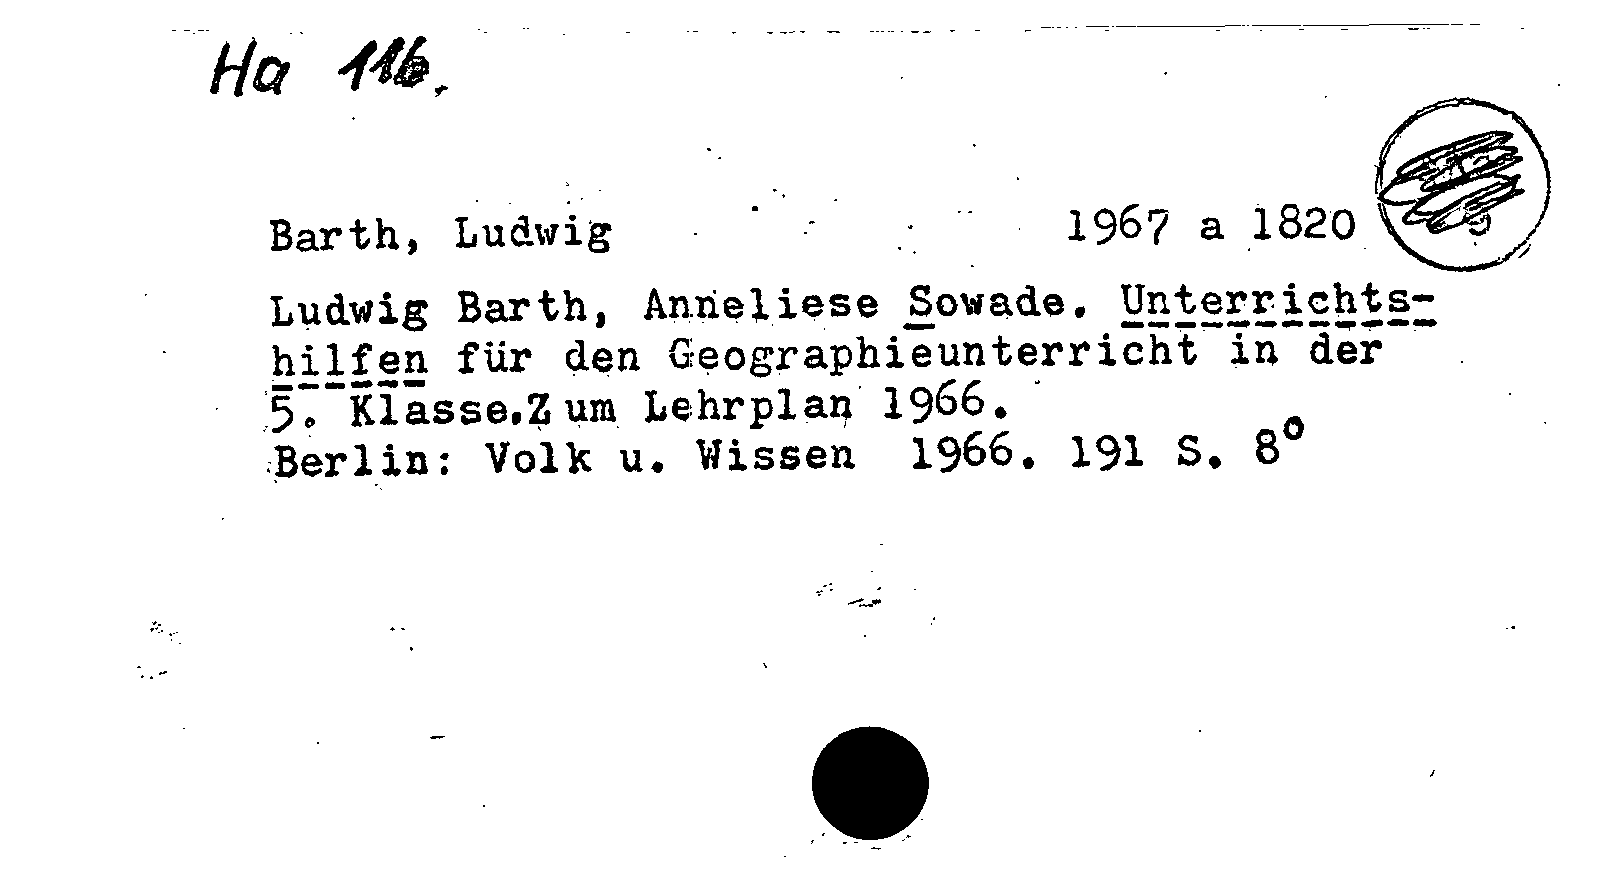 Ha 116.
Barth, Ludwig 1967 a 1820
Ludwig Barth, Anneliese Sowade. Unterrichts-
hilfen für den Geographieunterricht in der
5. Klasse.Zum Lehrplan 1966.
Berlin: Volk u. Wissen 1966. 191 S. 8°